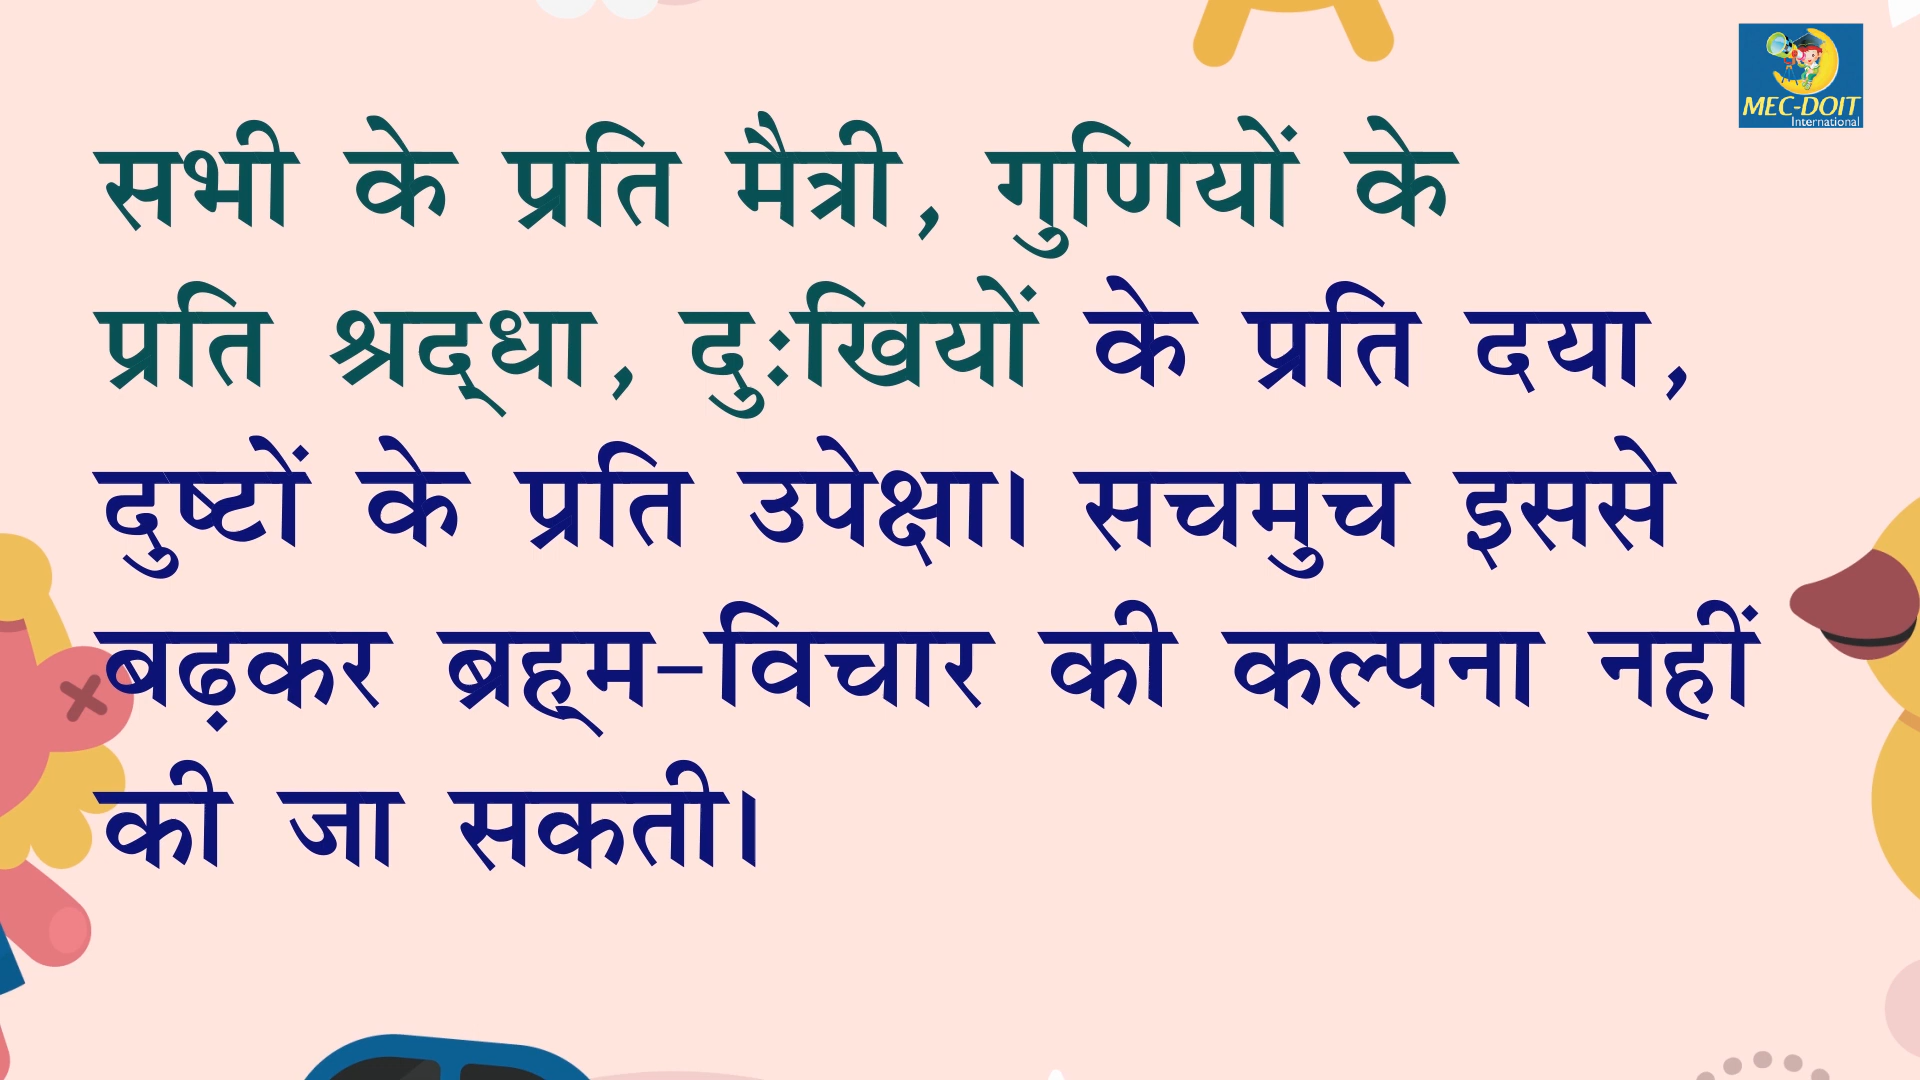 MEC-DOIT
International
सभी के प्रति मैत्री, गुणियों के
प्रति श्रद्‌धा, दुःखियों के प्रति दया,
दुष्टों के प्रति उपेक्षा। सचमुच इससे
बढ़कर ब्रह्‌म-विचार की कल्पना नहीं
की जा सकती।